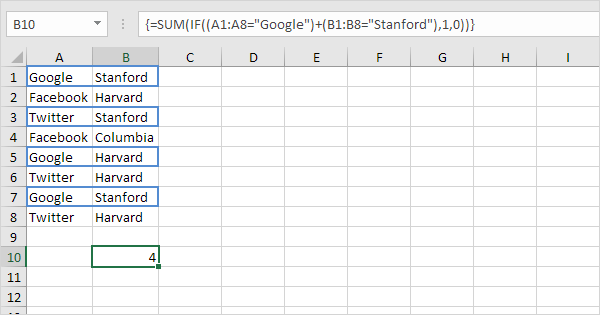 B10 {=SUM(IF((A1:A8="Google")+(B1:B8="Stanford"),1,0))}
A B C D E F G H I
1 Google Stanford
2 Facebook Harvard
3 Twitter Stanford
4 Facebook Columbia
5 Google Harvard
6 Twitter Harvard
7 Google Stanford
8 Twitter Harvard
9
10 4
11
12